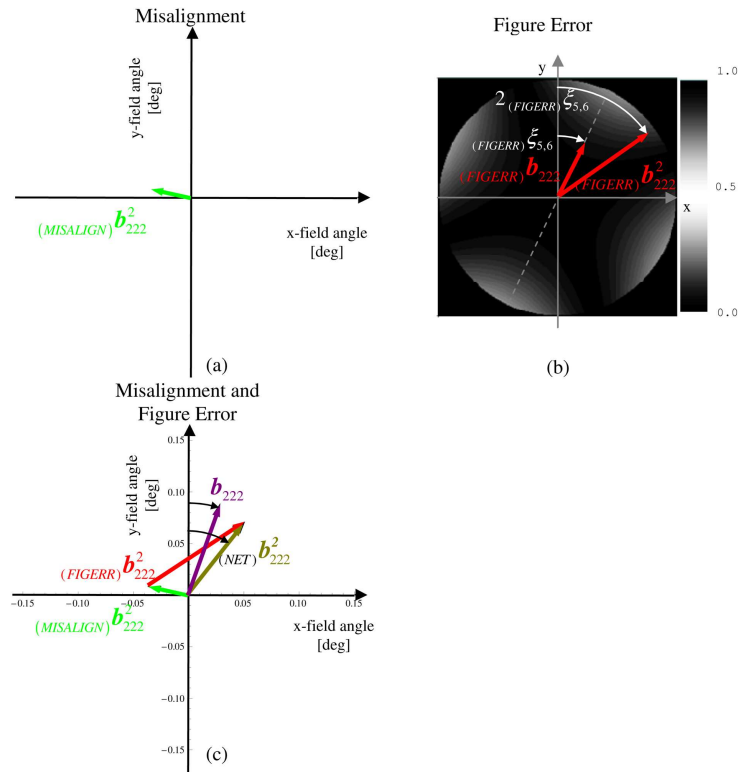 Misalignment
y-field angle
[deg]
(MISALIGN) b²₂₂₂
x-field angle
[deg]
(a)
Figure Error
y
1.0
2 (FIGERR) ξ₅,₆
(FIGERR) ξ₅,₆
(FIGERR) b₂₂₂
(FIGERR) b²₂₂₂
0.5
x
0.0
(b)
Misalignment and
Figure Error
0.15
y-field angle
[deg]
0.10
b₂₂₂
0.05
(NET) b²₂₂₂
(FIGERR) b²₂₂₂
−0.15
−0.10
−0.05
0.05
0.10
0.15
(MISALIGN) b²₂₂₂
x-field angle
[deg]
−0.05
−0.10
−0.15
(c)